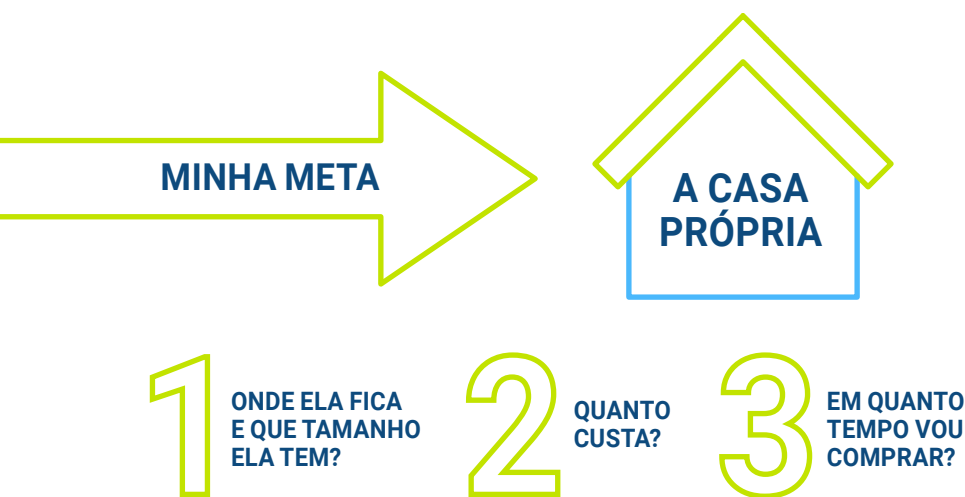 MINHA META
A CASA
PRÓPRIA
1
ONDE ELA FICA
E QUE TAMANHO
ELA TEM?
2
QUANTO
CUSTA?
3
EM QUANTO
TEMPO VOU
COMPRAR?